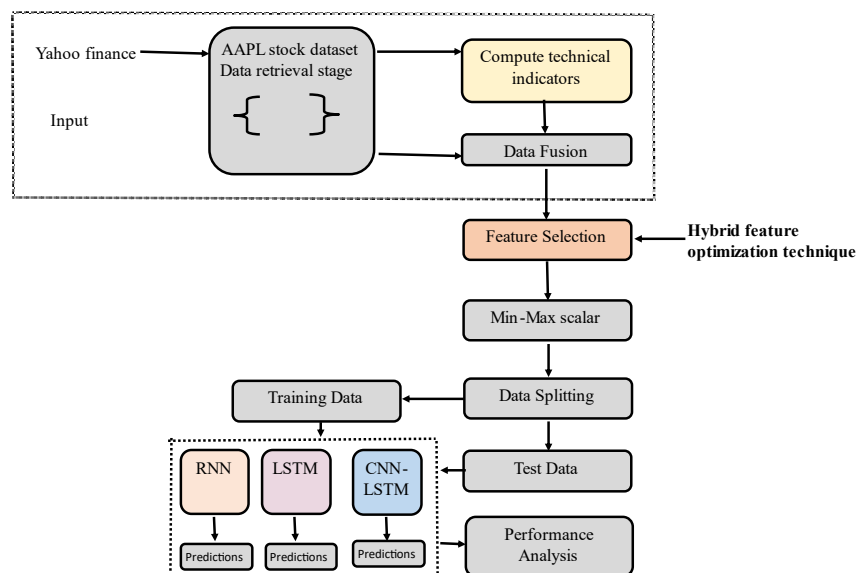 Yahoo finance
Input
AAPL stock dataset
Data retrieval stage
{ }
Compute technical
indicators
Data Fusion
Feature Selection
Hybrid feature
optimization technique
Min-Max scalar
Data Splitting
Training Data
Test Data
RNN
LSTM
CNN-
LSTM
Predictions
Predictions
Predictions
Performance
Analysis